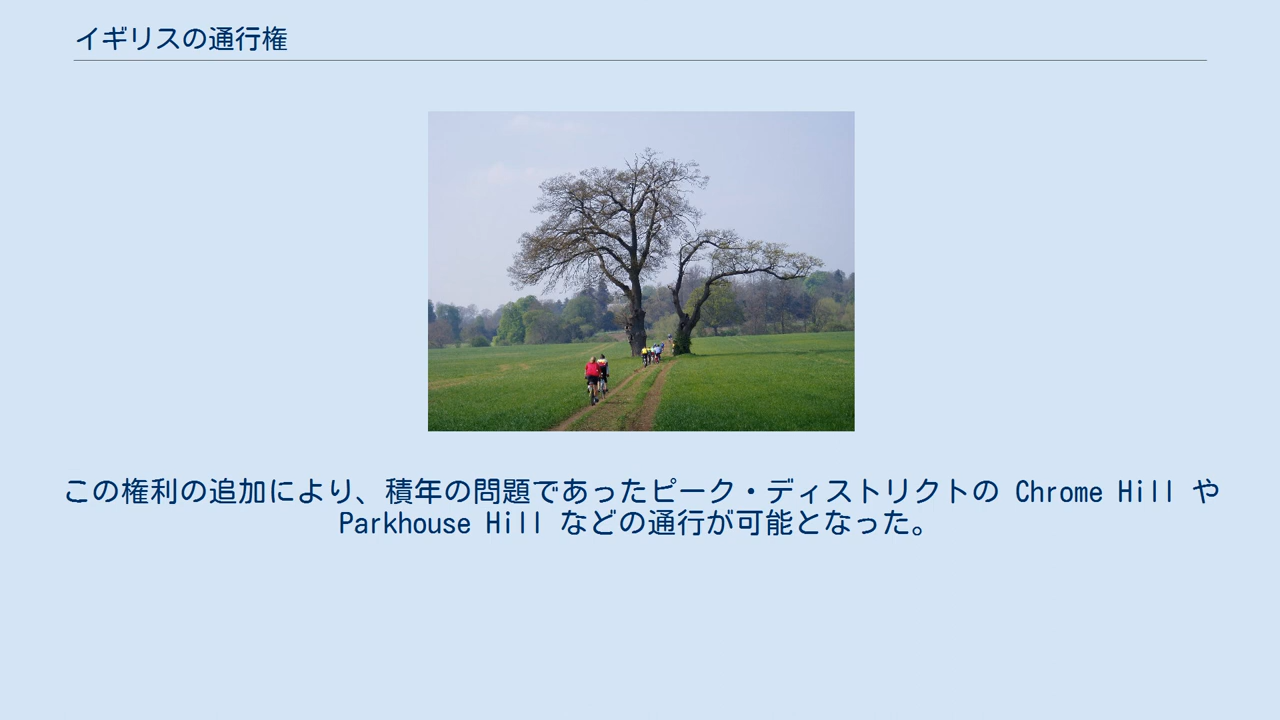 イギリスの通行権
この権利の追加により、積年の問題であったピーク・ディストリクトの Chrome Hill や
Parkhouse Hill などの通行が可能となった。